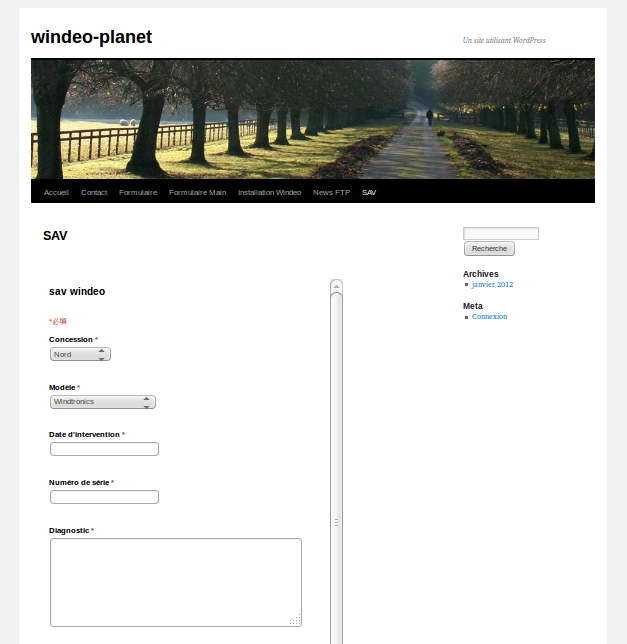 windeo-planet
Un site utilisant WordPress
Accueil Contact Formulaire Formulaire Main Installation Windeo News FTP SAV
SAV
sav windeo
*必填
Concession *
Nord
Modèle *
Windtronics
Date d'intervention *
Numéro de série *
Diagnostic *
Recherche
Archives
janvier 2012
Meta
Connexion